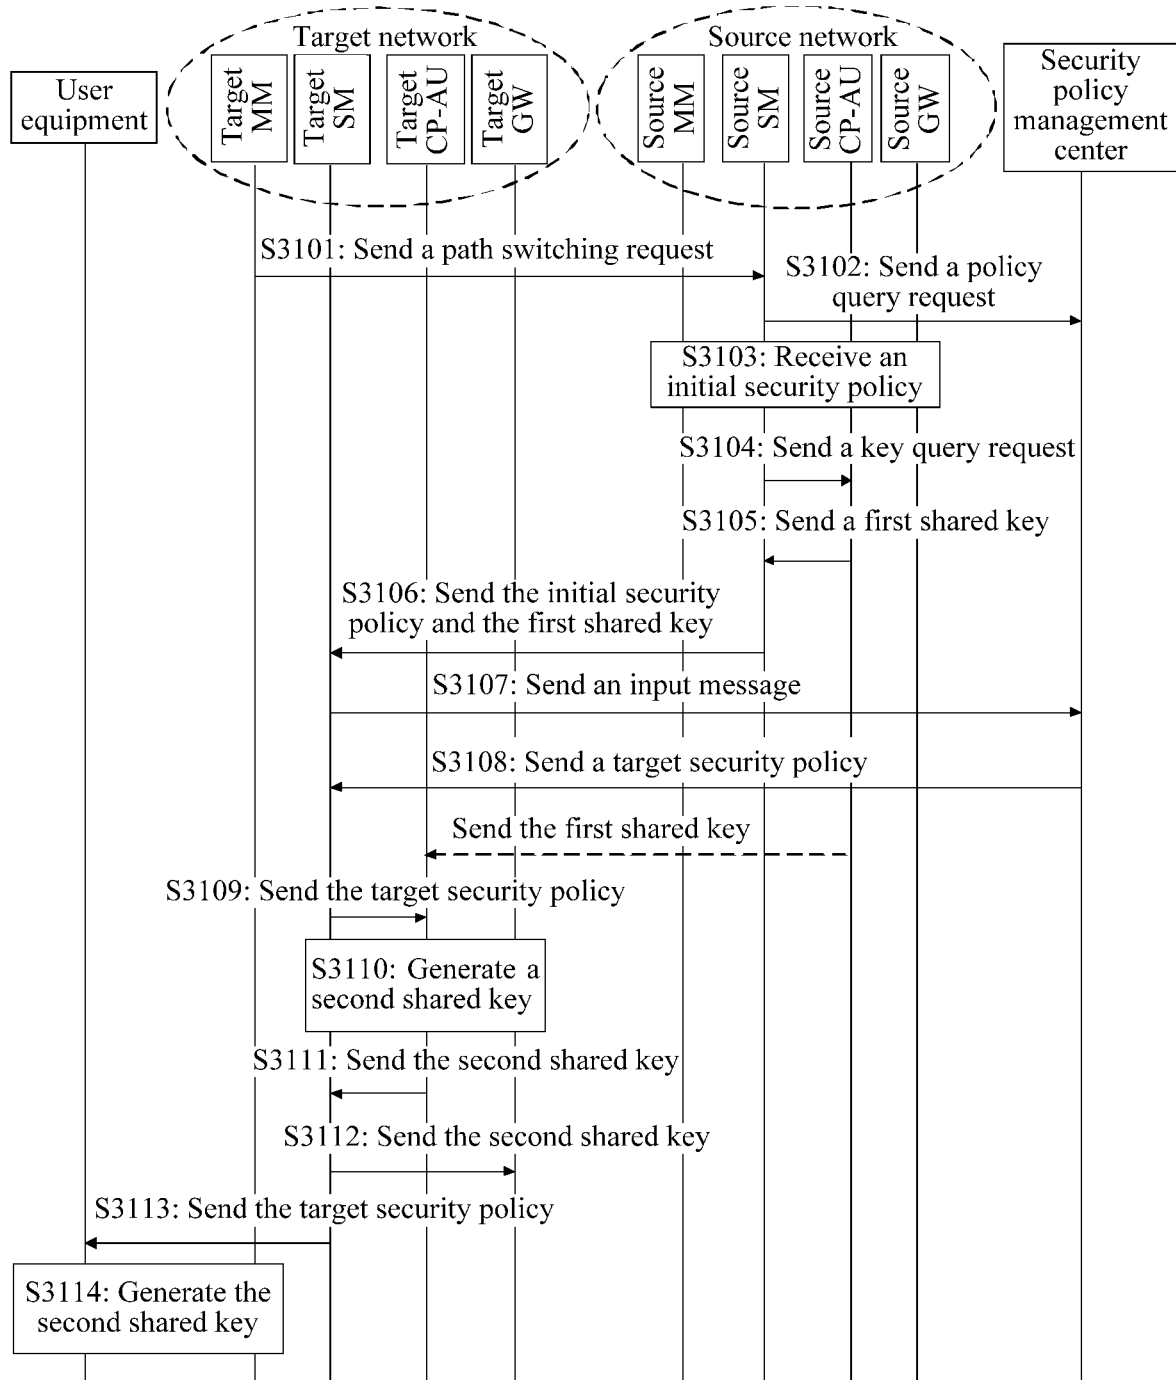 Target network
Source network
User
equipment
Target
MM
Target
SM
Target
CP-AU
Target
GW
Source
MM
Source
SM
Source
CP-AU
Source
GW
Security
policy
management
center
S3101: Send a path switching request
S3102: Send a policy
query request
S3103: Receive an
initial security policy
S3104: Send a key query request
S3105: Send a first shared key
S3106: Send the initial security
policy and the first shared key
S3107: Send an input message
S3108: Send a target security policy
Send the first shared key
S3109: Send the target security policy
S3110: Generate a
second shared key
S3111: Send the second shared key
S3112: Send the second shared key
S3113: Send the target security policy
S3114: Generate the
second shared key